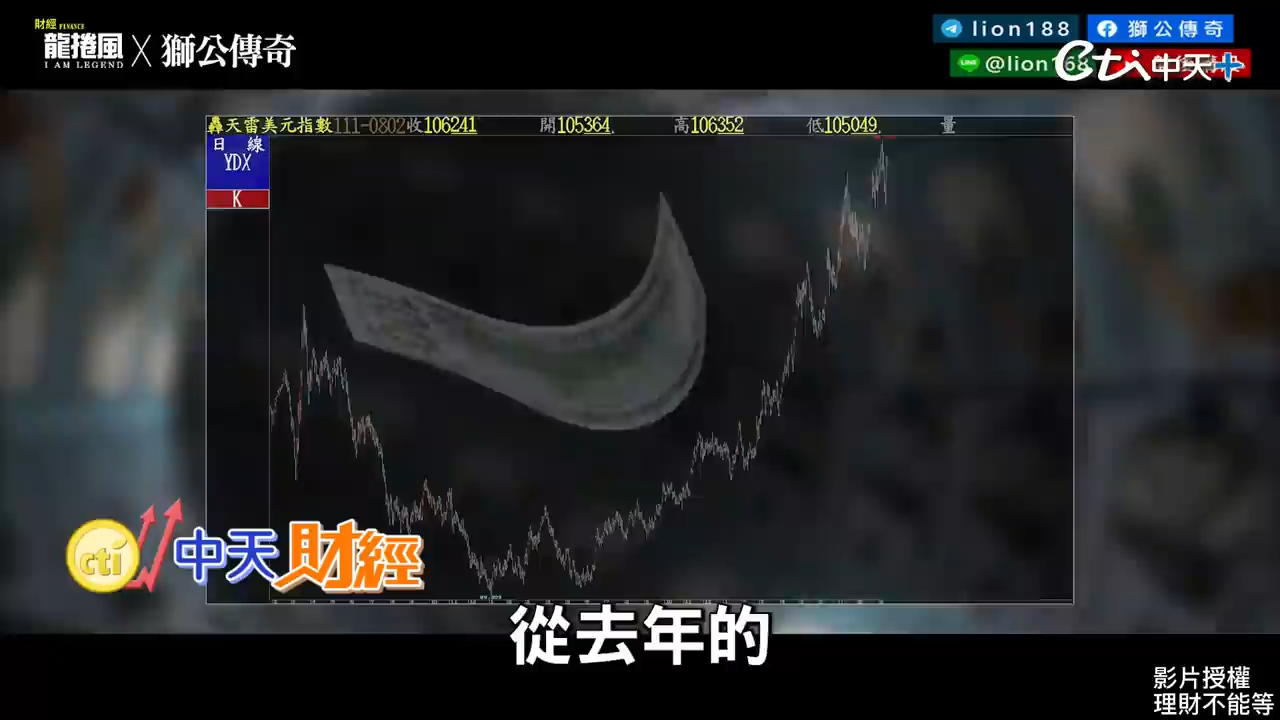 財經 FINANCE
龍捲風 X 獅公傳奇
I AM LEGEND
lion188
獅公傳奇
LINE @lion168
Cti 中天+
轟天雷美元指數111-0802收106241 開105364. 高106352 低105049. 量
日 線
YDX
K
cti 中天財經
從去年的
影片授權
理財不能等